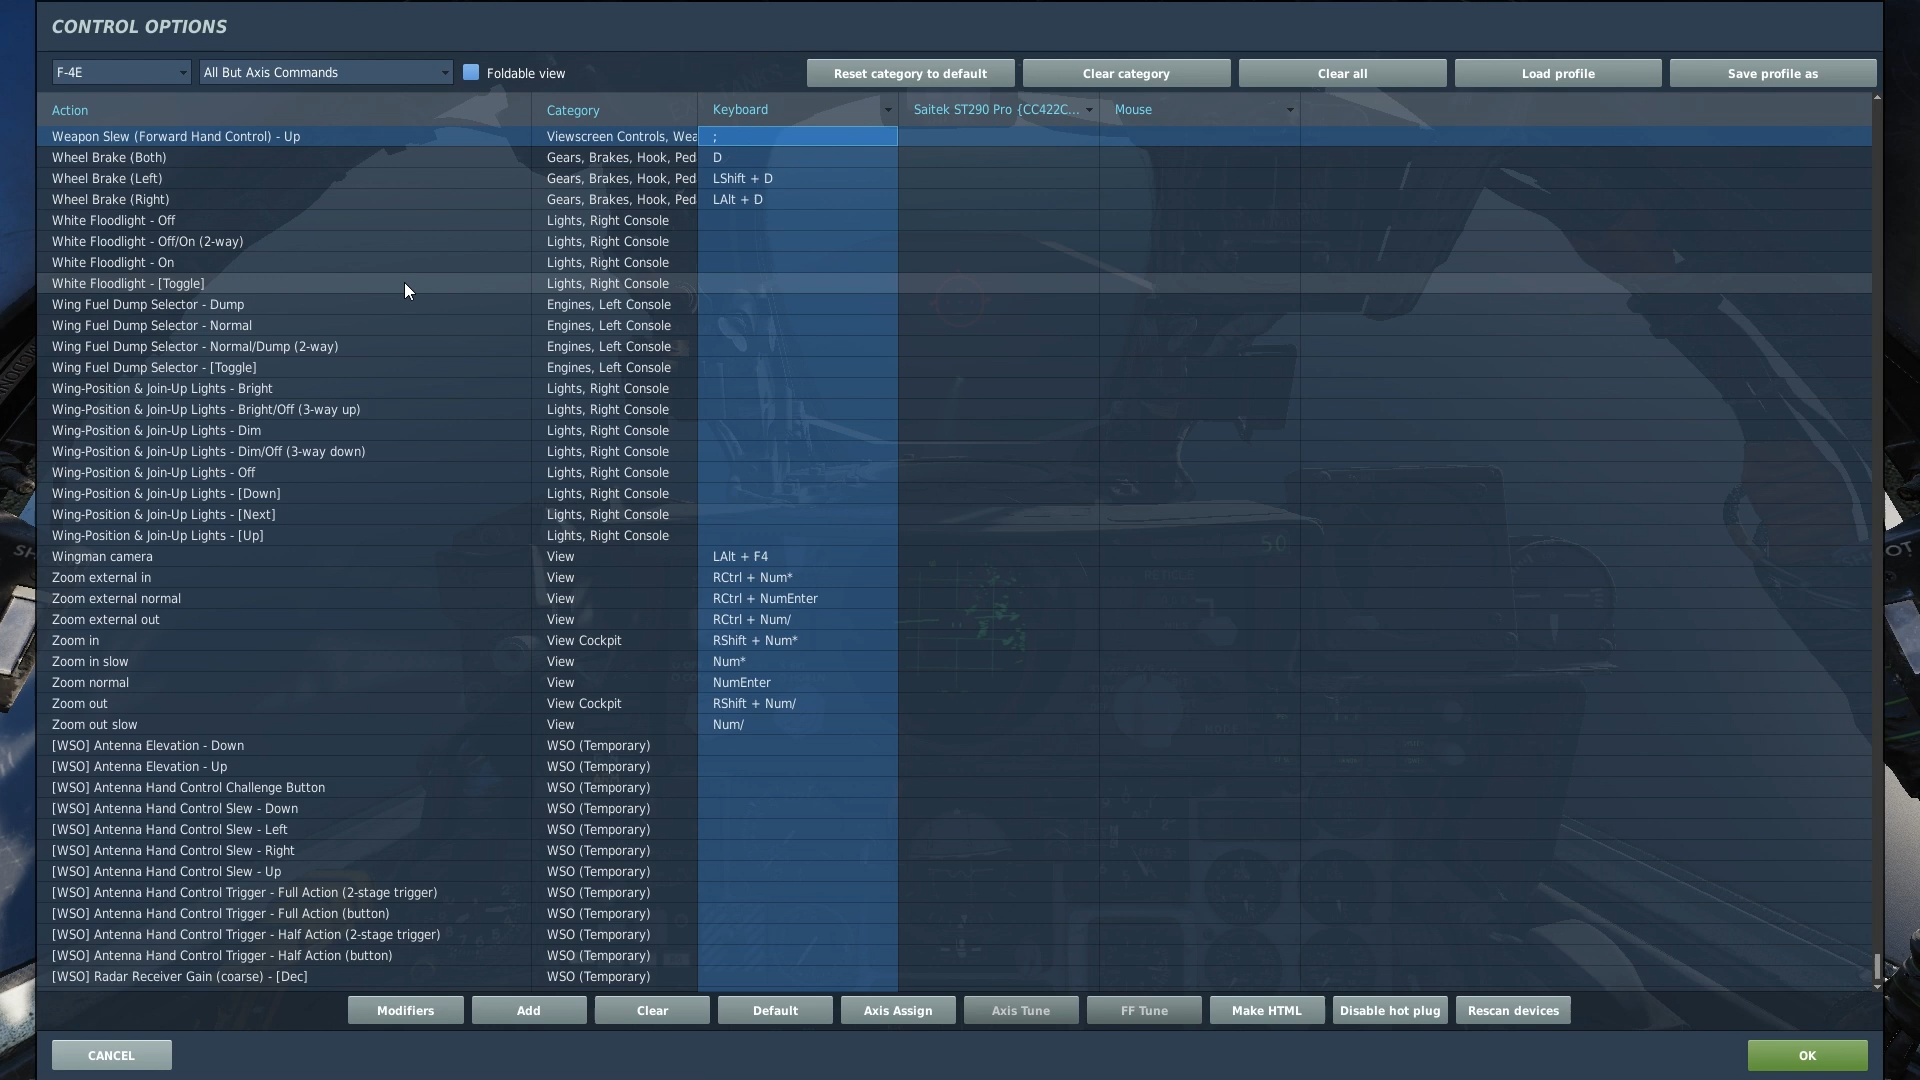 CONTROL OPTIONS
F-4E All But Axis Commands Foldable view Reset category to default Clear category Clear all Load profile Save profile as
Action Category Keyboard Saitek ST290 Pro {CC422C... Mouse
Weapon Slew (Forward Hand Control) - Up Viewscreen Controls, Wea ;
Wheel Brake (Both) Gears, Brakes, Hook, Ped D
Wheel Brake (Left) Gears, Brakes, Hook, Ped LShift + D
Wheel Brake (Right) Gears, Brakes, Hook, Ped LAlt + D
White Floodlight - Off Lights, Right Console
White Floodlight - Off/On (2-way) Lights, Right Console
White Floodlight - On Lights, Right Console
White Floodlight - [Toggle] Lights, Right Console
Wing Fuel Dump Selector - Dump Engines, Left Console
Wing Fuel Dump Selector - Normal Engines, Left Console
Wing Fuel Dump Selector - Normal/Dump (2-way) Engines, Left Console
Wing Fuel Dump Selector - [Toggle] Engines, Left Console
Wing-Position & Join-Up Lights - Bright Lights, Right Console
Wing-Position & Join-Up Lights - Bright/Off (3-way up) Lights, Right Console
Wing-Position & Join-Up Lights - Dim Lights, Right Console
Wing-Position & Join-Up Lights - Dim/Off (3-way down) Lights, Right Console
Wing-Position & Join-Up Lights - Off Lights, Right Console
Wing-Position & Join-Up Lights - [Down] Lights, Right Console
Wing-Position & Join-Up Lights - [Next] Lights, Right Console
Wing-Position & Join-Up Lights - [Up] Lights, Right Console
Wingman camera View LAlt + F4
Zoom external in View RCtrl + Num*
Zoom external normal View RCtrl + NumEnter
Zoom external out View RCtrl + Num/
Zoom in View Cockpit RShift + Num*
Zoom in slow View Num*
Zoom normal View NumEnter
Zoom out View Cockpit RShift + Num/
Zoom out slow View Num/
[WSO] Antenna Elevation - Down WSO (Temporary)
[WSO] Antenna Elevation - Up WSO (Temporary)
[WSO] Antenna Hand Control Challenge Button WSO (Temporary)
[WSO] Antenna Hand Control Slew - Down WSO (Temporary)
[WSO] Antenna Hand Control Slew - Left WSO (Temporary)
[WSO] Antenna Hand Control Slew - Right WSO (Temporary)
[WSO] Antenna Hand Control Slew - Up WSO (Temporary)
[WSO] Antenna Hand Control Trigger - Full Action (2-stage trigger) WSO (Temporary)
[WSO] Antenna Hand Control Trigger - Full Action (button) WSO (Temporary)
[WSO] Antenna Hand Control Trigger - Half Action (2-stage trigger) WSO (Temporary)
[WSO] Antenna Hand Control Trigger - Half Action (button) WSO (Temporary)
[WSO] Radar Receiver Gain (coarse) - [Dec] WSO (Temporary)
Modifiers Add Clear Default Axis Assign Axis Tune FF Tune Make HTML Disable hot plug Rescan devices
CANCEL OK